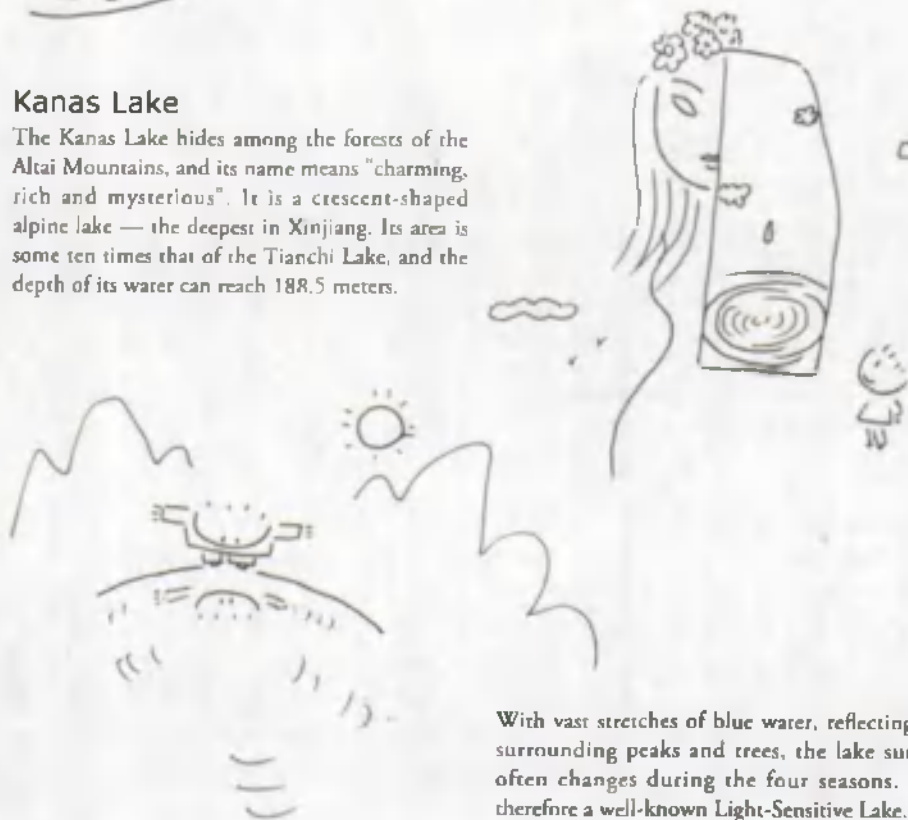 Kanas Lake
The Kanas Lake hides among the forests of the
Altai Mountains, and its name means "charming,
rich and mysterious". It is a crescent-shaped
alpine lake — the deepest in Xinjiang. Its area is
some ten times that of the Tianchi Lake, and the
depth of its water can reach 188.5 meters.
With vast stretches of blue water, reflecting
surrounding peaks and trees, the lake
often changes during the four seasons.
therefore a well-known Light-Sensitive Lake.